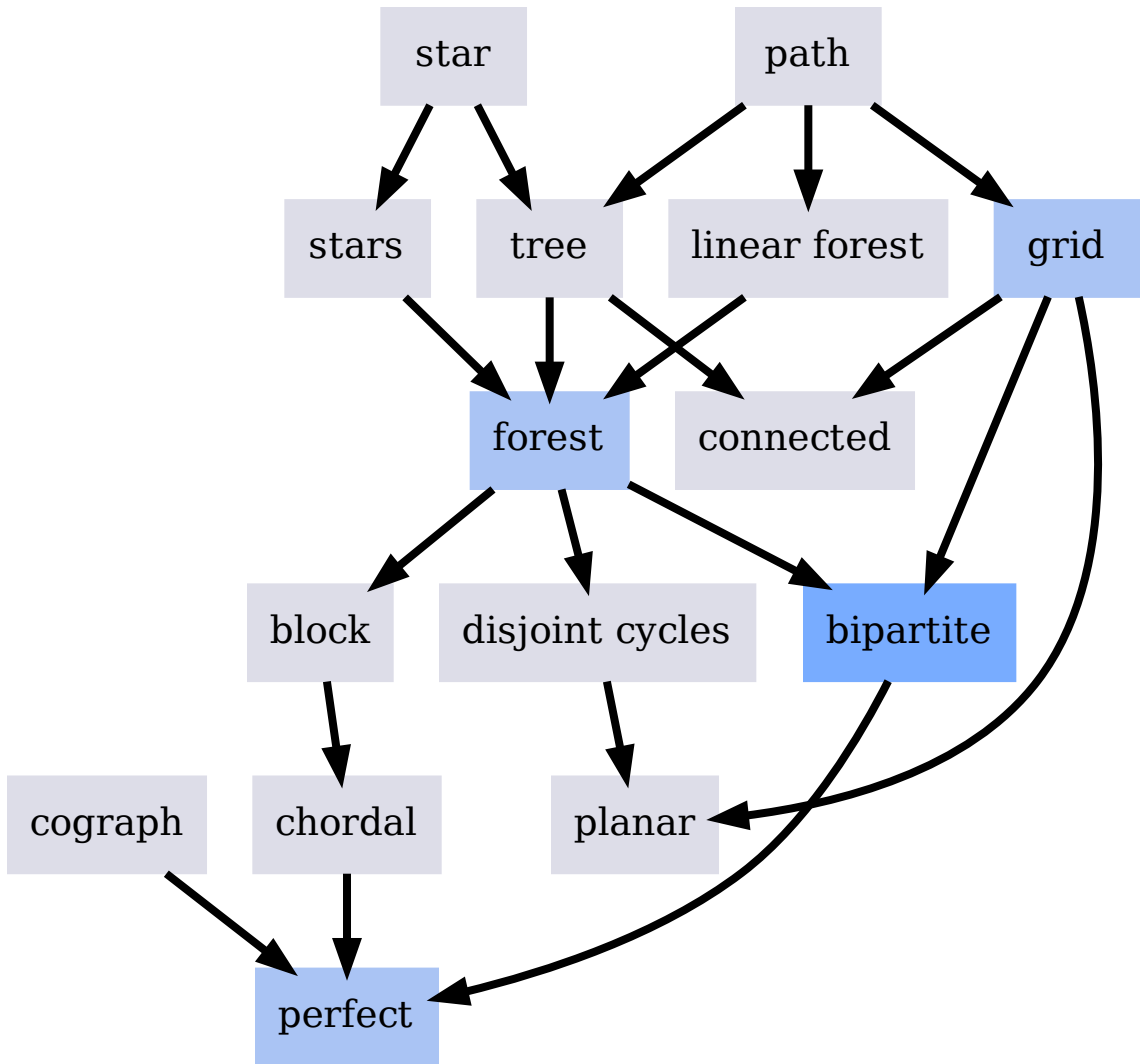 star
path
stars
tree
linear forest
grid
forest
connected
block
disjoint cycles
bipartite
cograph
chordal
planar
perfect